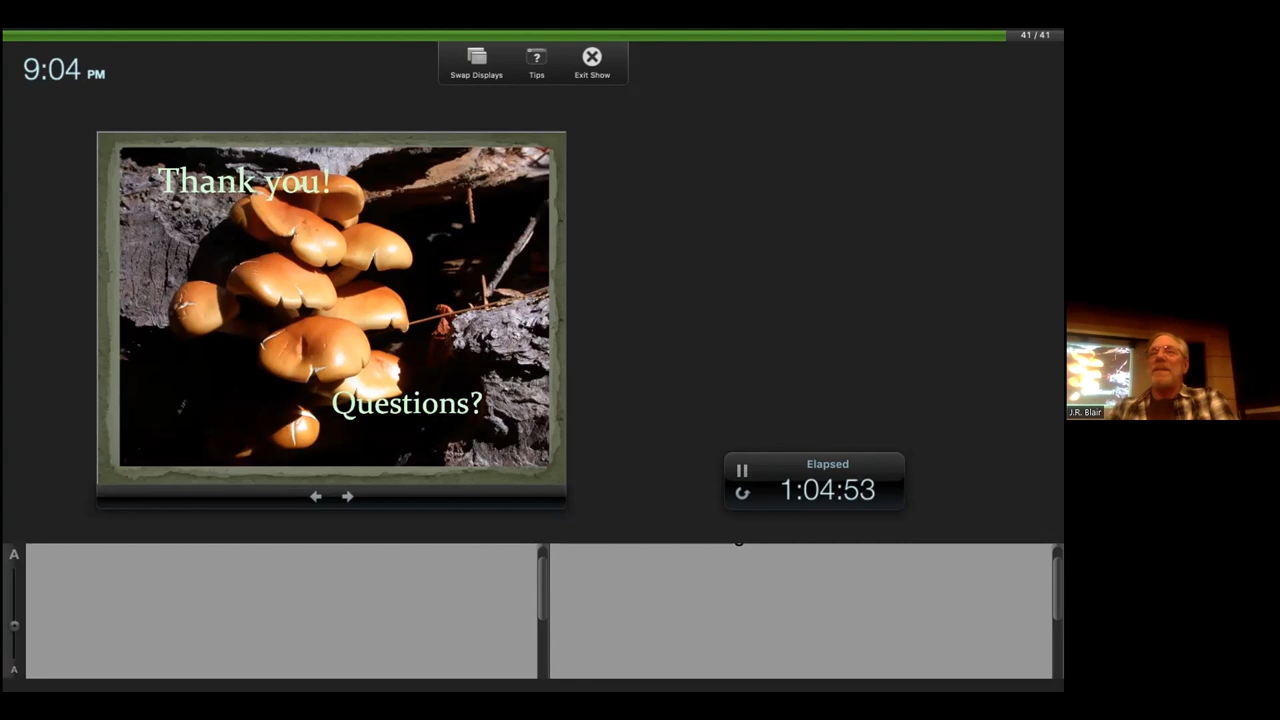 41 / 41
9:04 PM
Swap Displays
Tips
Exit Show
Thank you!
Questions?
J.R. Blair
Elapsed
1:04:53
A
A